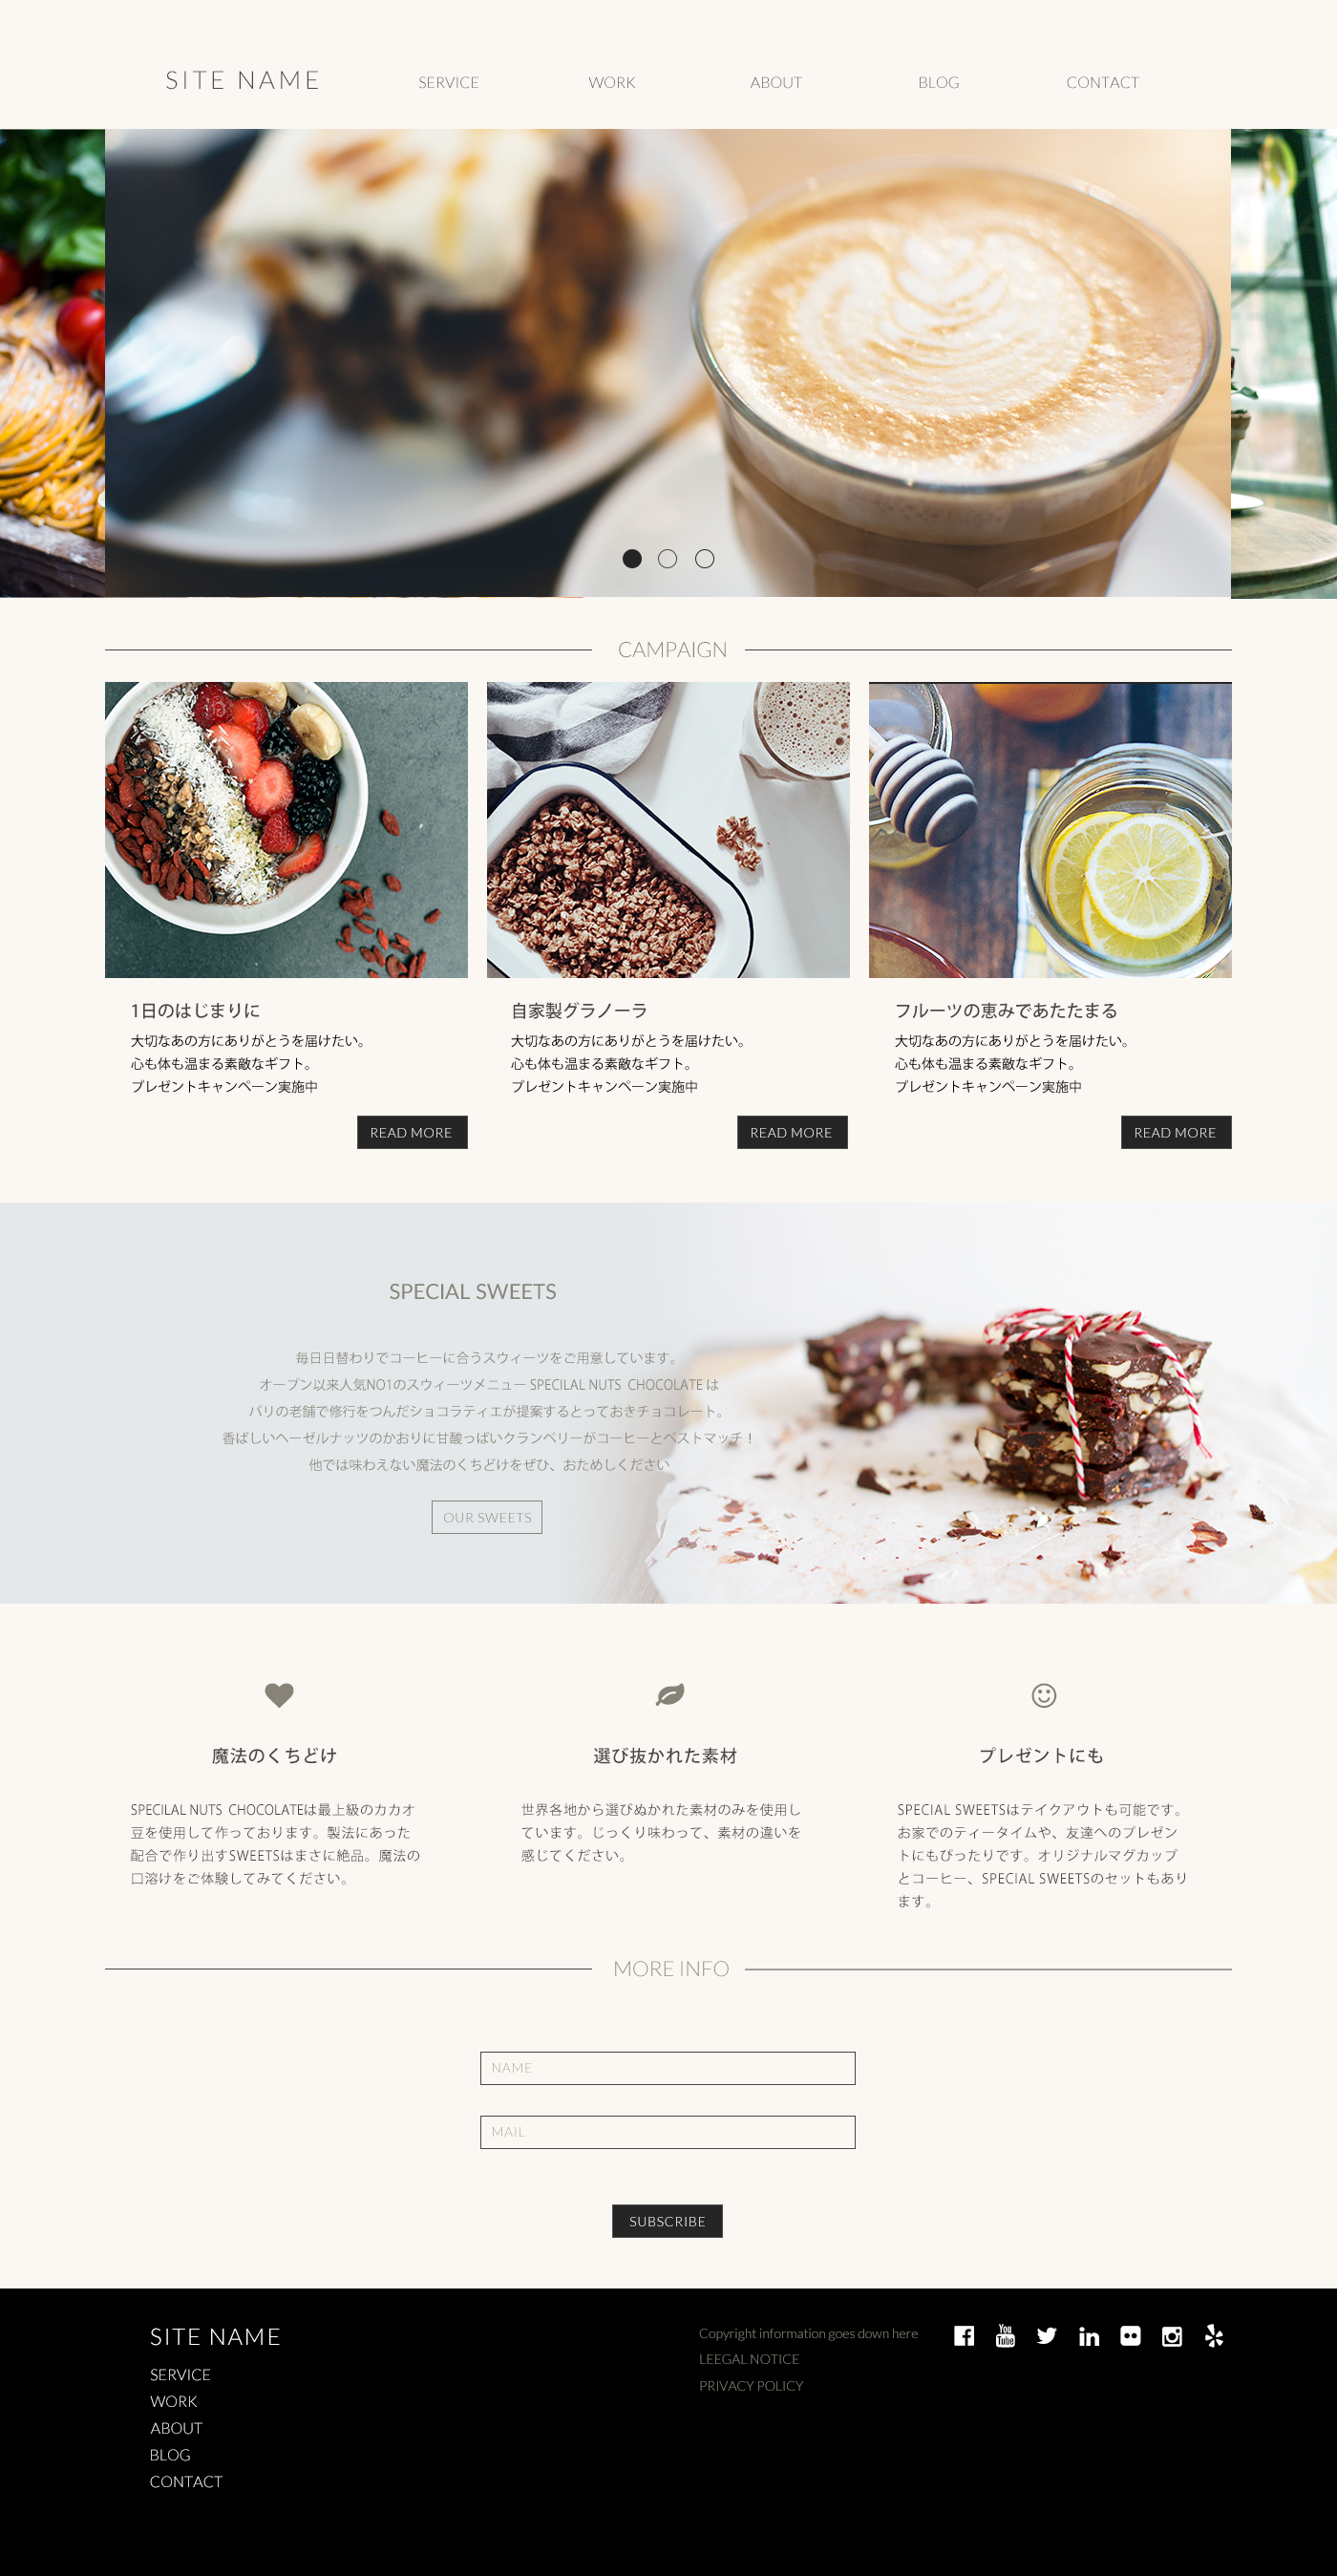 SITE NAME
SERVICE
WORK
ABOUT
BLOG
CONTACT
CAMPAIGN
1日のはじまりに
大切なあの方にありがとうを届けたい。
心も体も温まる素敵なギフト。
プレゼントキャンペーン実施中
READ MORE
自家製グラノーラ
大切なあの方にありがとうを届けたい。
心も体も温まる素敵なギフト。
プレゼントキャンペーン実施中
READ MORE
フルーツの恵みであたたまる
大切なあの方にありがとうを届けたい。
心も体も温まる素敵なギフト。
プレゼントキャンペーン実施中
READ MORE
SPECIAL SWEETS
毎日日替わりでコーヒーに合うスウィーツをご用意しています。
オープン以来人気NO1のスウィーツメニュー SPECILAL NUTS CHOCOLATE は
パリの老舗で修行をつんだショコラティエが提案するとっておきチョコレート。
香ばしいヘーゼルナッツのかおりに甘酸っぱいクランベリーがコーヒーとベストマッチ！
他では味わえない魔法のくちどけをぜひ、おためしください
OUR SWEETS
魔法のくちどけ
SPECILAL NUTS CHOCOLATEは最上級のカカオ
豆を使用して作っております。製法にあった
配合で作り出すSWEETSはまさに絶品。魔法の
口溶けをご体験してみてください。
選び抜かれた素材
世界各地から選びぬかれた素材のみを使用し
ています。じっくり味わって、素材の違いを
感じてください。
プレゼントにも
SPECIAL SWEETSはテイクアウトも可能です。
お家でのティータイムや、友達へのプレゼン
トにもぴったりです。オリジナルマグカップ
とコーヒー、SPECIAL SWEETSのセットもあり
ます。
MORE INFO
NAME
MAIL
SUBSCRIBE
SITE NAME
SERVICE
WORK
ABOUT
BLOG
CONTACT
Copyright information goes down here
LEEGAL NOTICE
PRIVACY POLICY
You
Tube
in